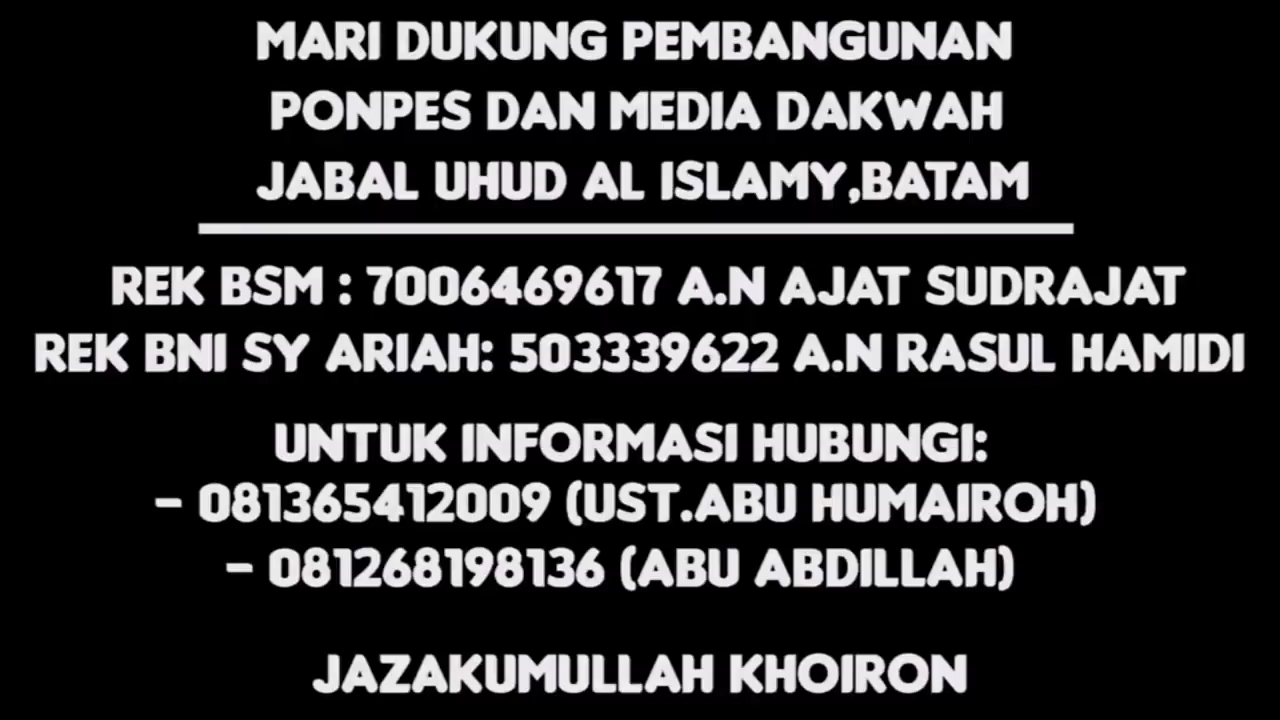 MARI DUKUNG PEMBANGUNAN
PONPES DAN MEDIA DAKWAH
JABAL UHUD AL ISLAMY,BATAM
REK BSM : 7006469617 A.N AJAT SUDRAJAT
REK BNI SY ARIAH: 503339622 A.N RASUL HAMIDI
UNTUK INFORMASI HUBUNGI:
- 081365412009 (UST.ABU HUMAIROH)
- 081268198136 (ABU ABDILLAH)
JAZAKUMULLAH KHOIRON